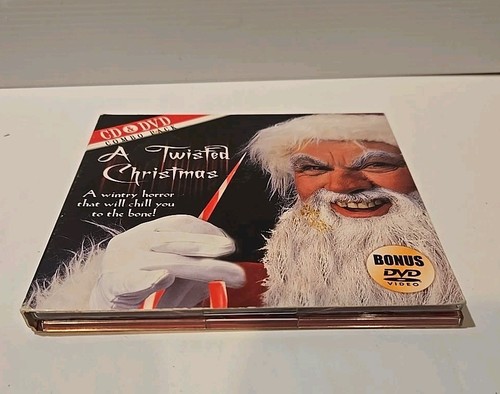 CD & DVD
COMBO PACK
A Twisted
Christmas
A wintry horror
that will chill you
to the bone!
BONUS
DVD
VIDEO